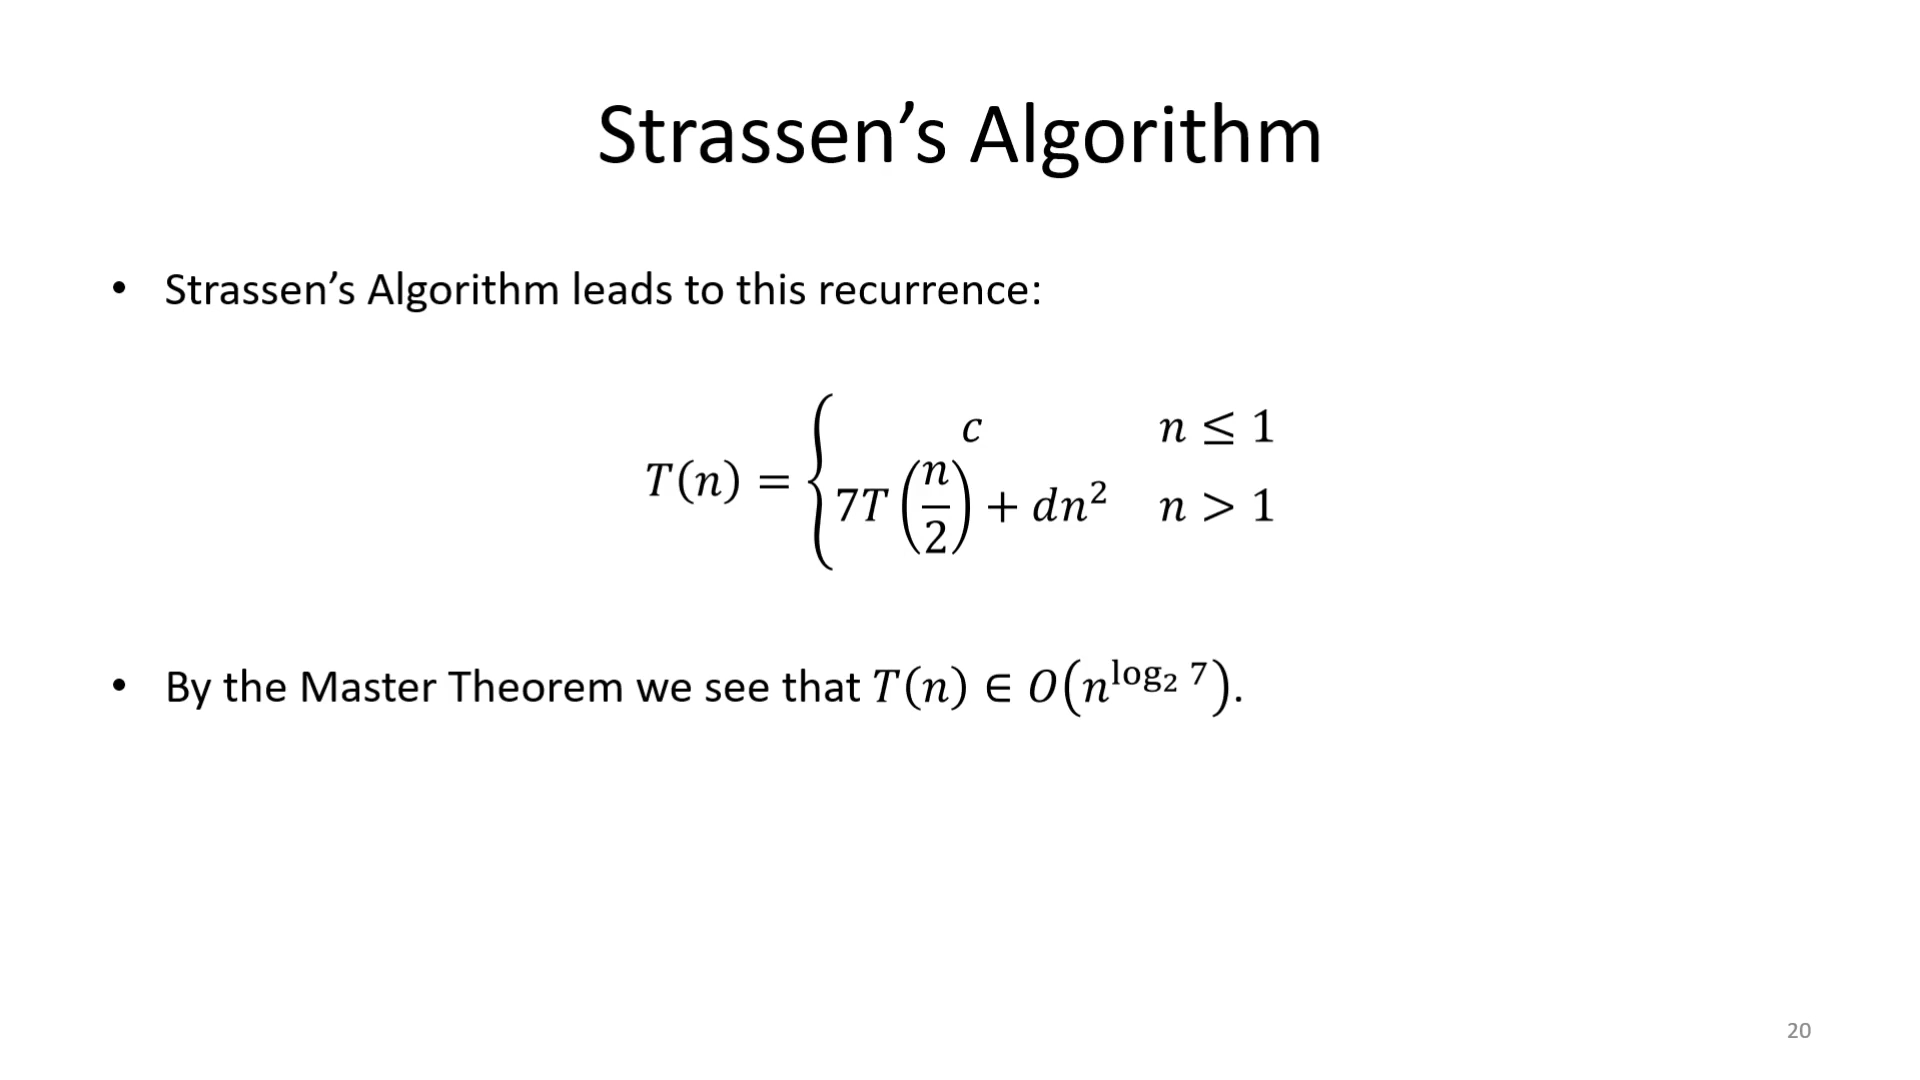 Strassen’s Algorithm
• Strassen’s Algorithm leads to this recurrence:
T(n) = { c n ≤ 1
7T(n/2) + dn² n > 1
• By the Master Theorem we see that T(n) ∈ O(n^{log₂ 7}).
20